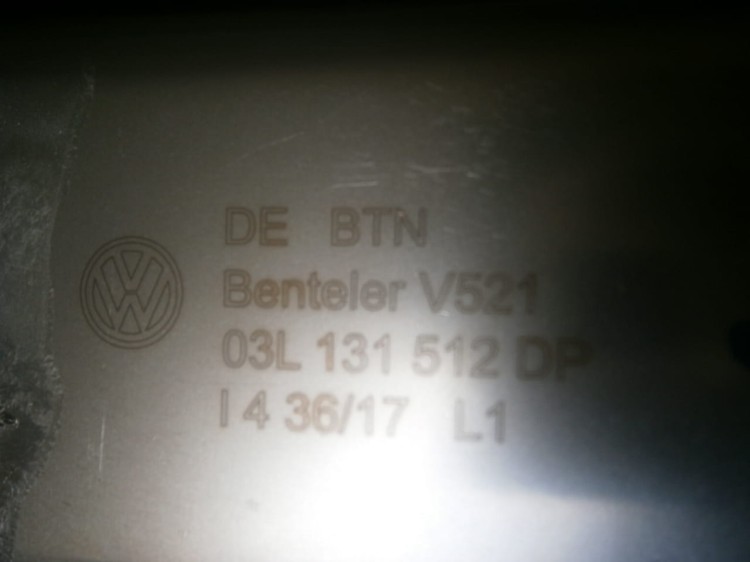 DE BTN
Benteler V521
03L 131 512 DP
I 4 36/17 L1